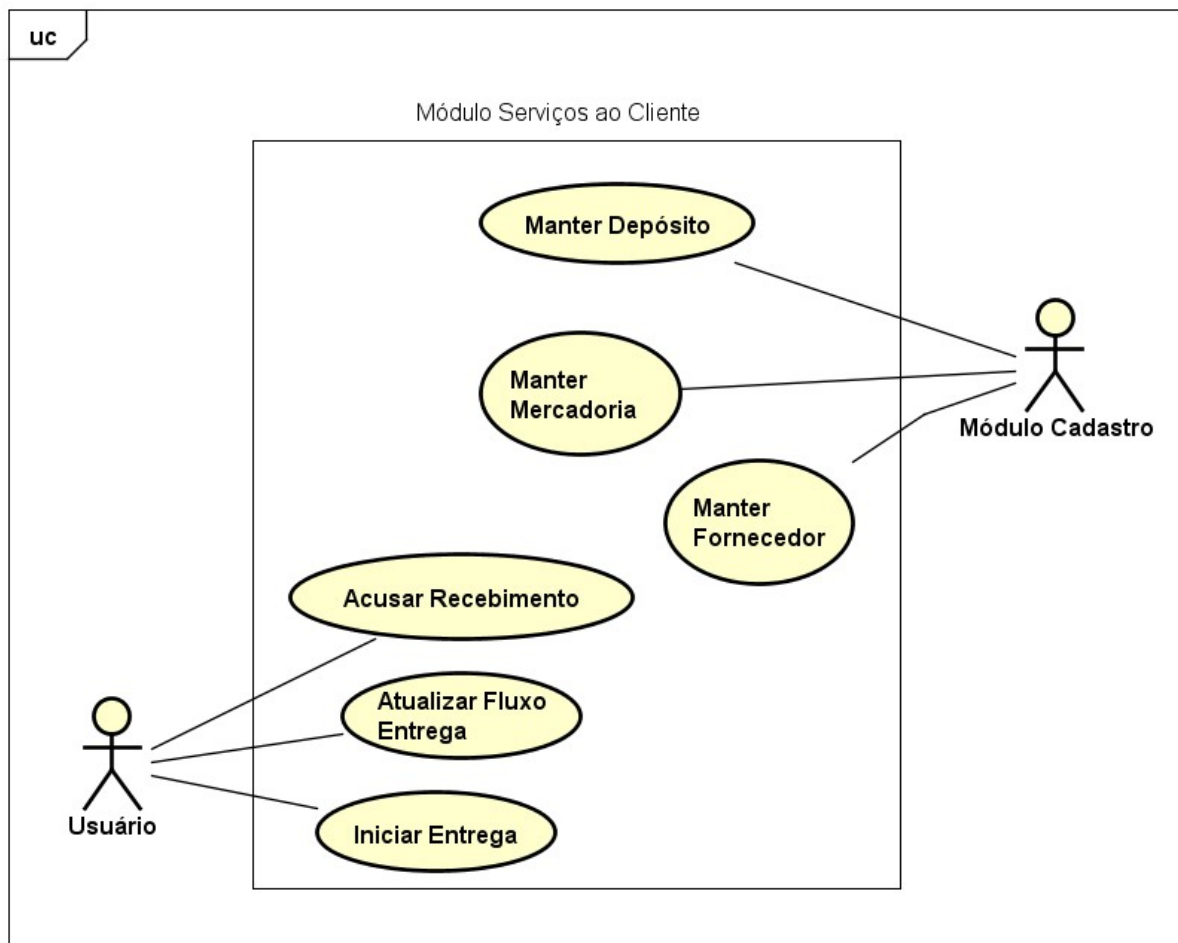 uc
Módulo Serviços ao Cliente
Manter Depósito
Manter
Mercadoria
Módulo Cadastro
Manter
Fornecedor
Acusar Recebimento
Atualizar Fluxo
Entrega
Usuário
Iniciar Entrega